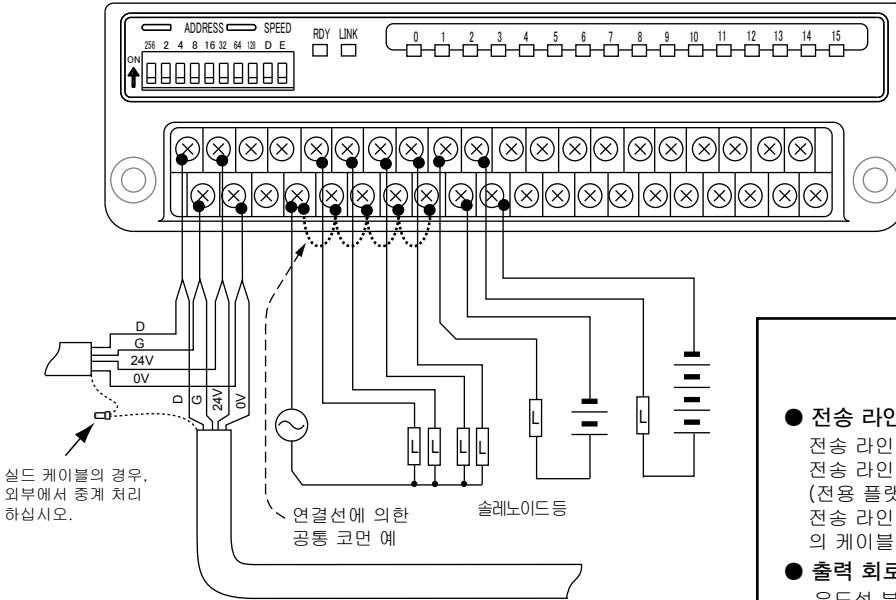 ADDRESS SPEED
256 2 4 8 16 32 64 128 D E
ON
RDY LINK
0 1 2 3 4 5 6 7 8 9 10 11 12 13 14 15
D
G
24V
0V
D G 24V 0V
L L L L
L
L
실드 케이블의 경우,
외부에서 중계 처리
하십시오.
연결선에 의한
공통 코먼 예
솔레노이드등
● 전송 라인
전송 라인
전송 라인
(전용 플랫
전송 라인
의 케이블
● 출력 회로